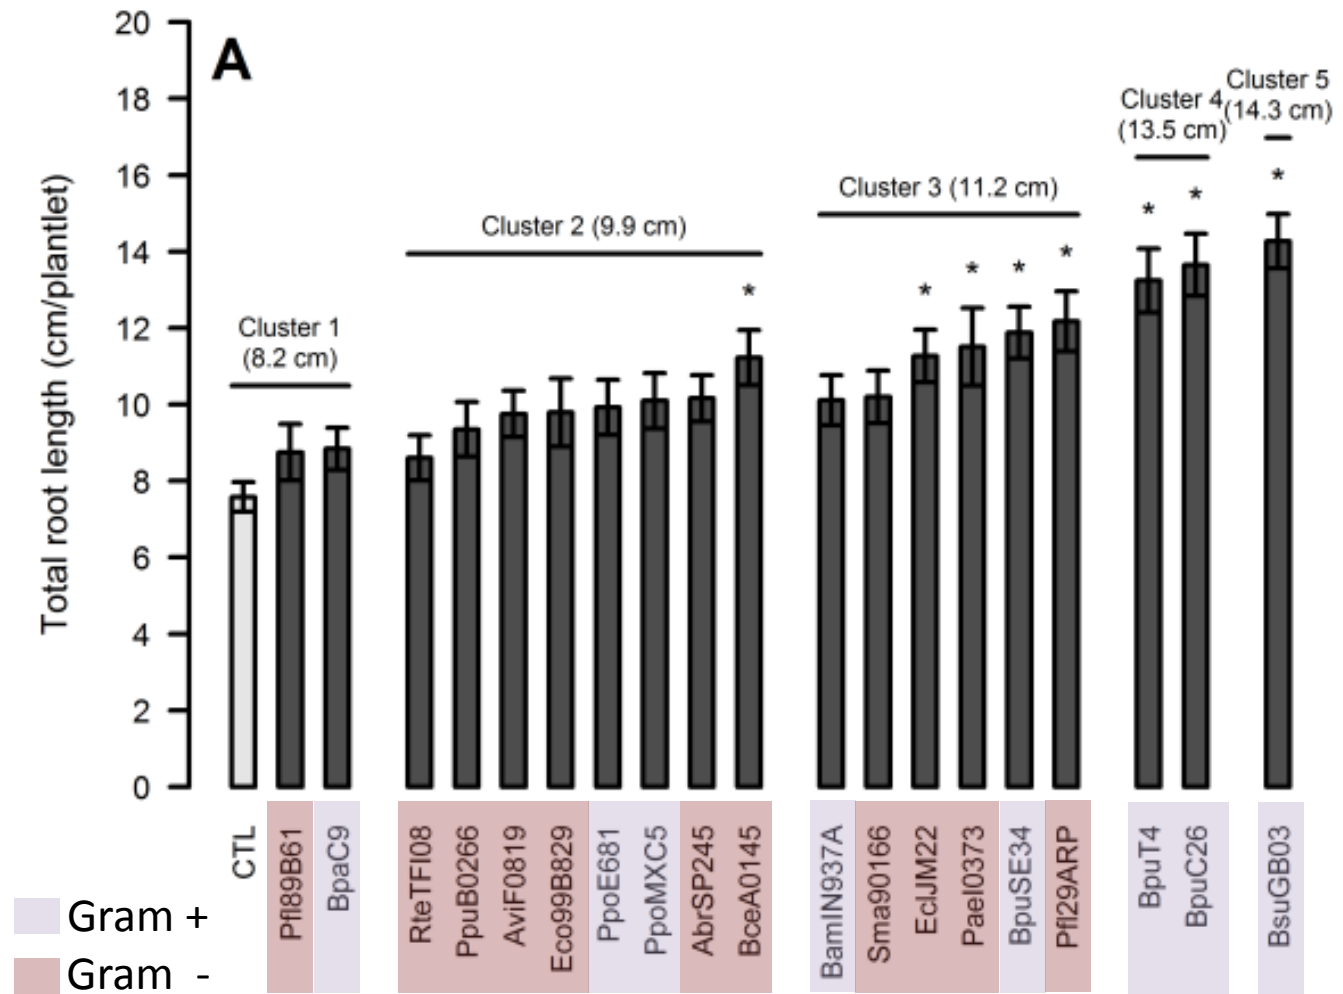 A
Total root length (cm/plantlet)
20
18
16
14
12
10
8
6
4
2
0
Cluster 1
(8.2 cm)
Cluster 2 (9.9 cm)
Cluster 3 (11.2 cm)
Cluster 4
(13.5 cm)
Cluster 5
(14.3 cm)
*
*
*
*
*
*
*
*
CTL
Pfl89B61
BpaC9
RteTFI08
PpuB0266
AviF0819
Eco99B829
PpoE681
PpoMXC5
AbrSP245
BceA0145
BamIN937A
Sma90166
EclJM22
Pael0373
BpuSE34
Pfl29ARP
BpuT4
BpuC26
BsuGB03
Gram +
Gram -